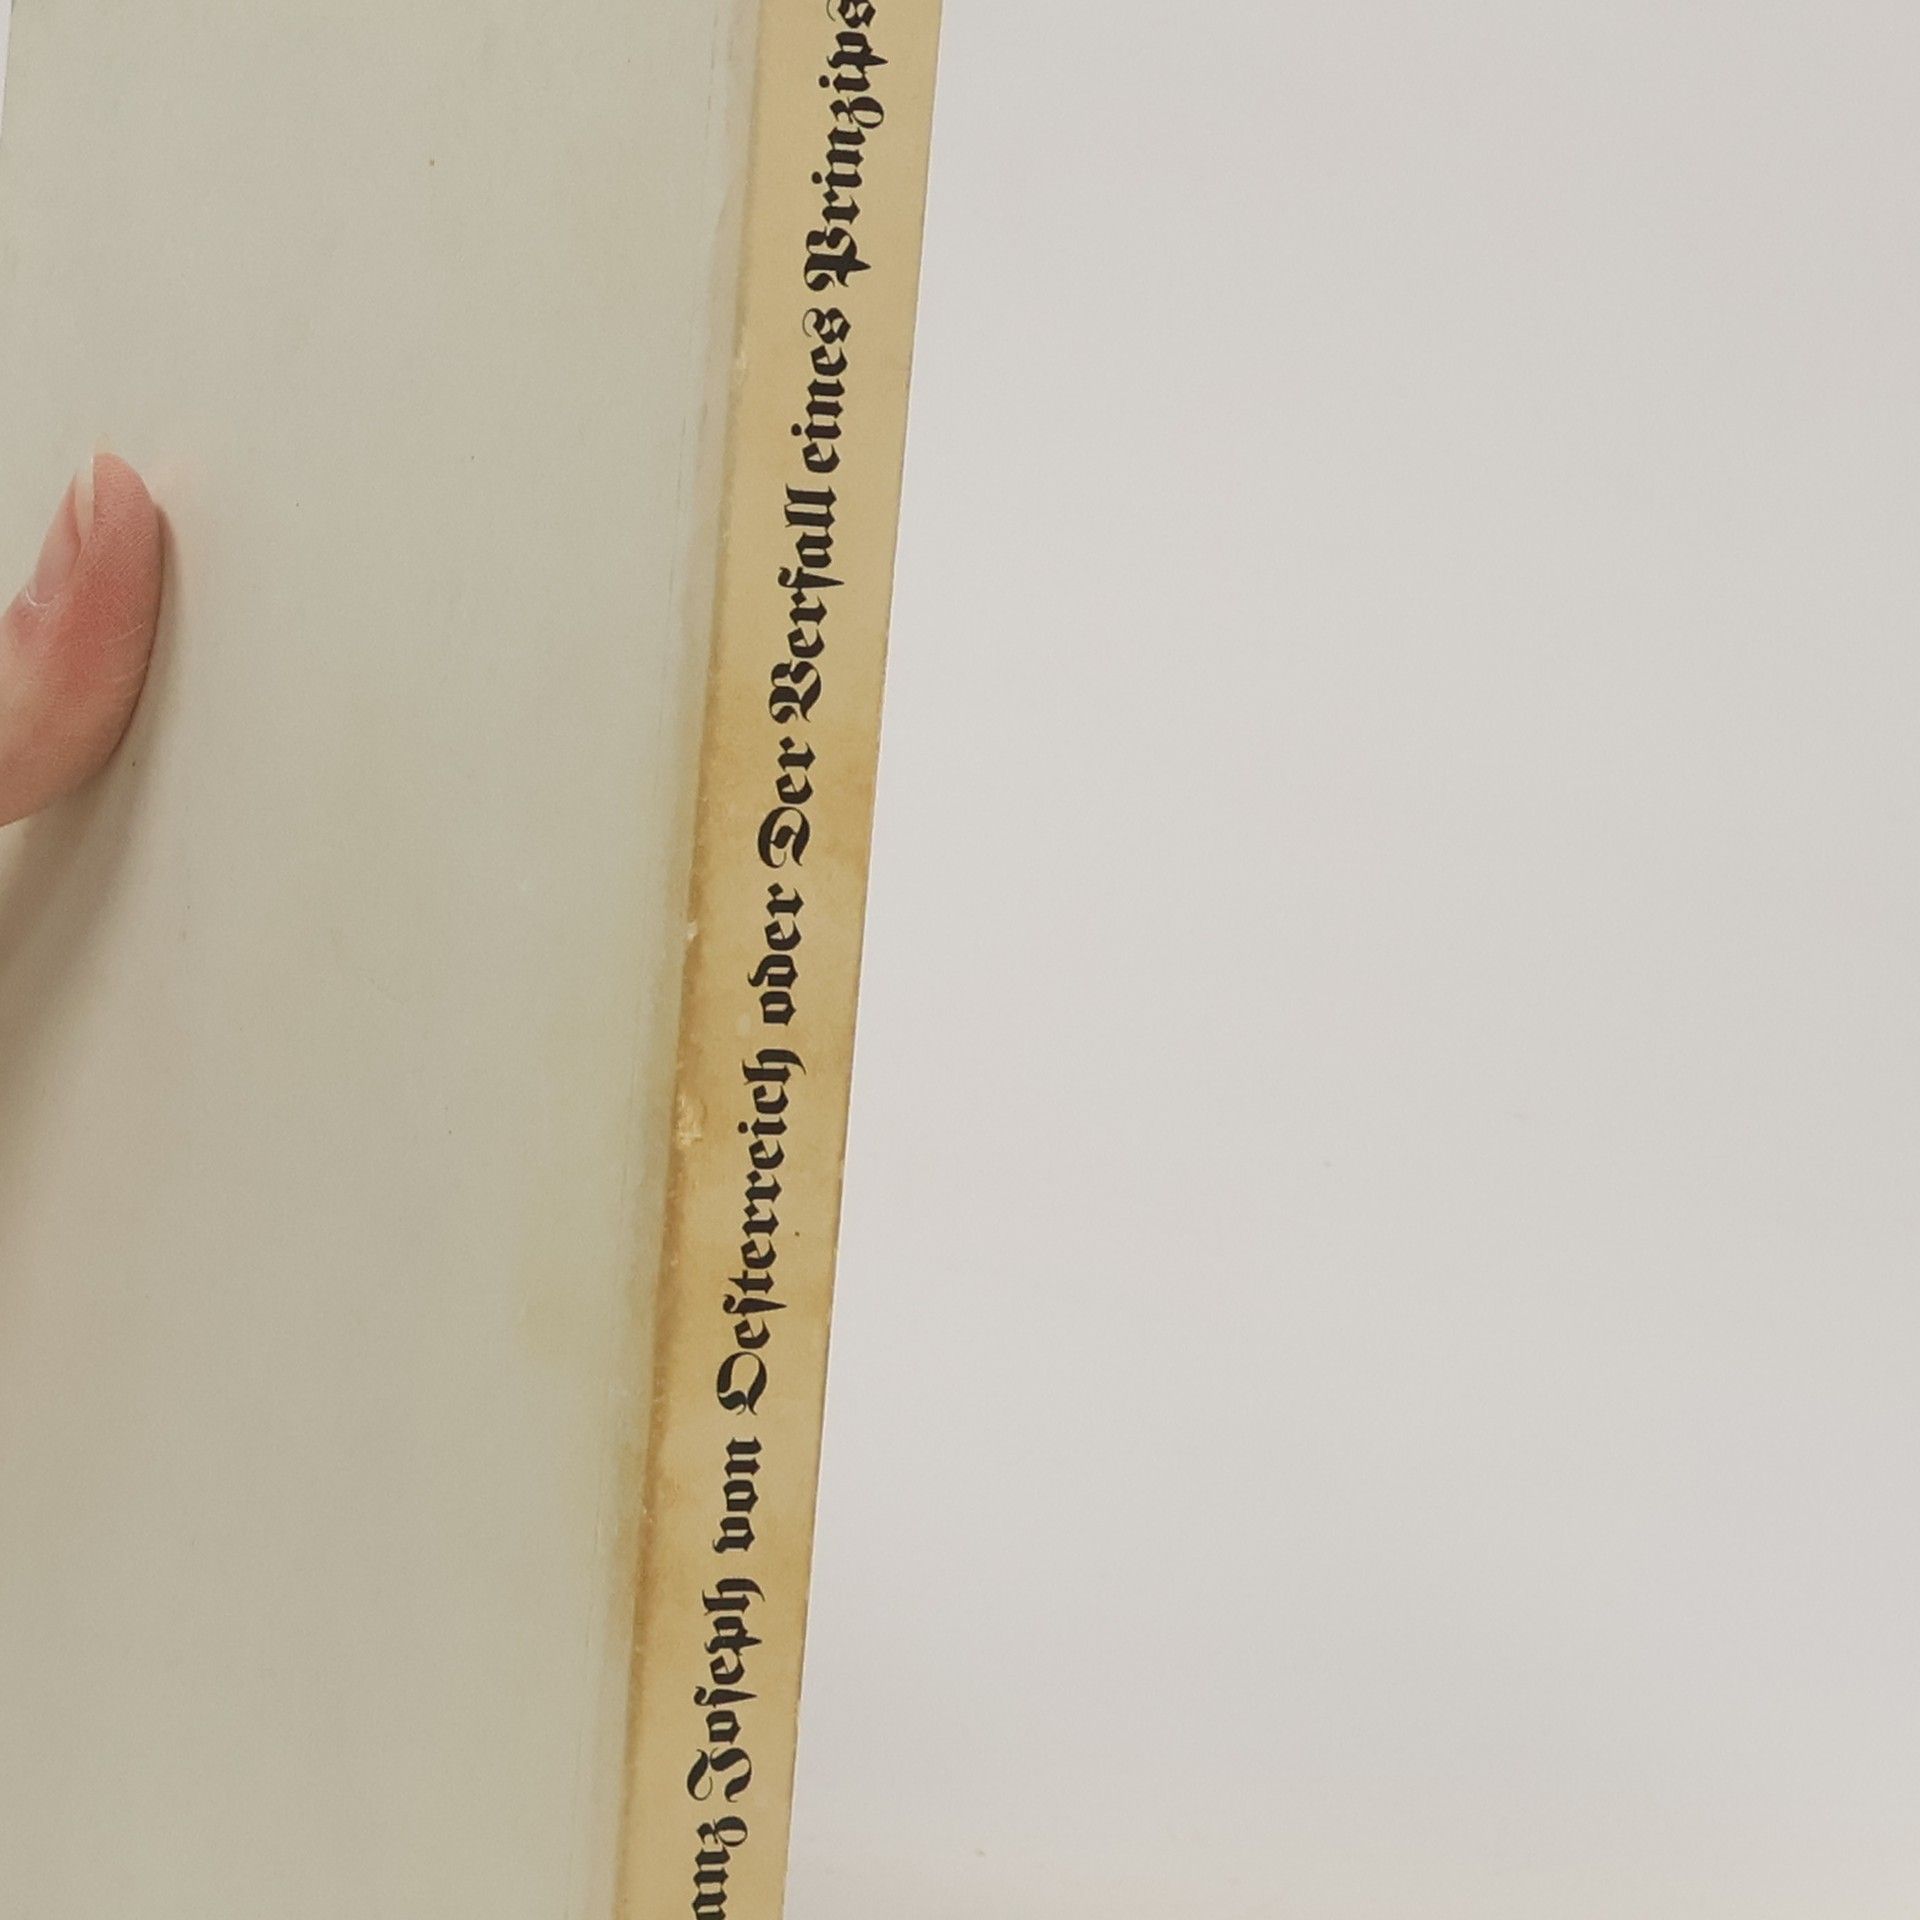 anz Joseph von Oesterreich oder Der Verfall eines Prinzips